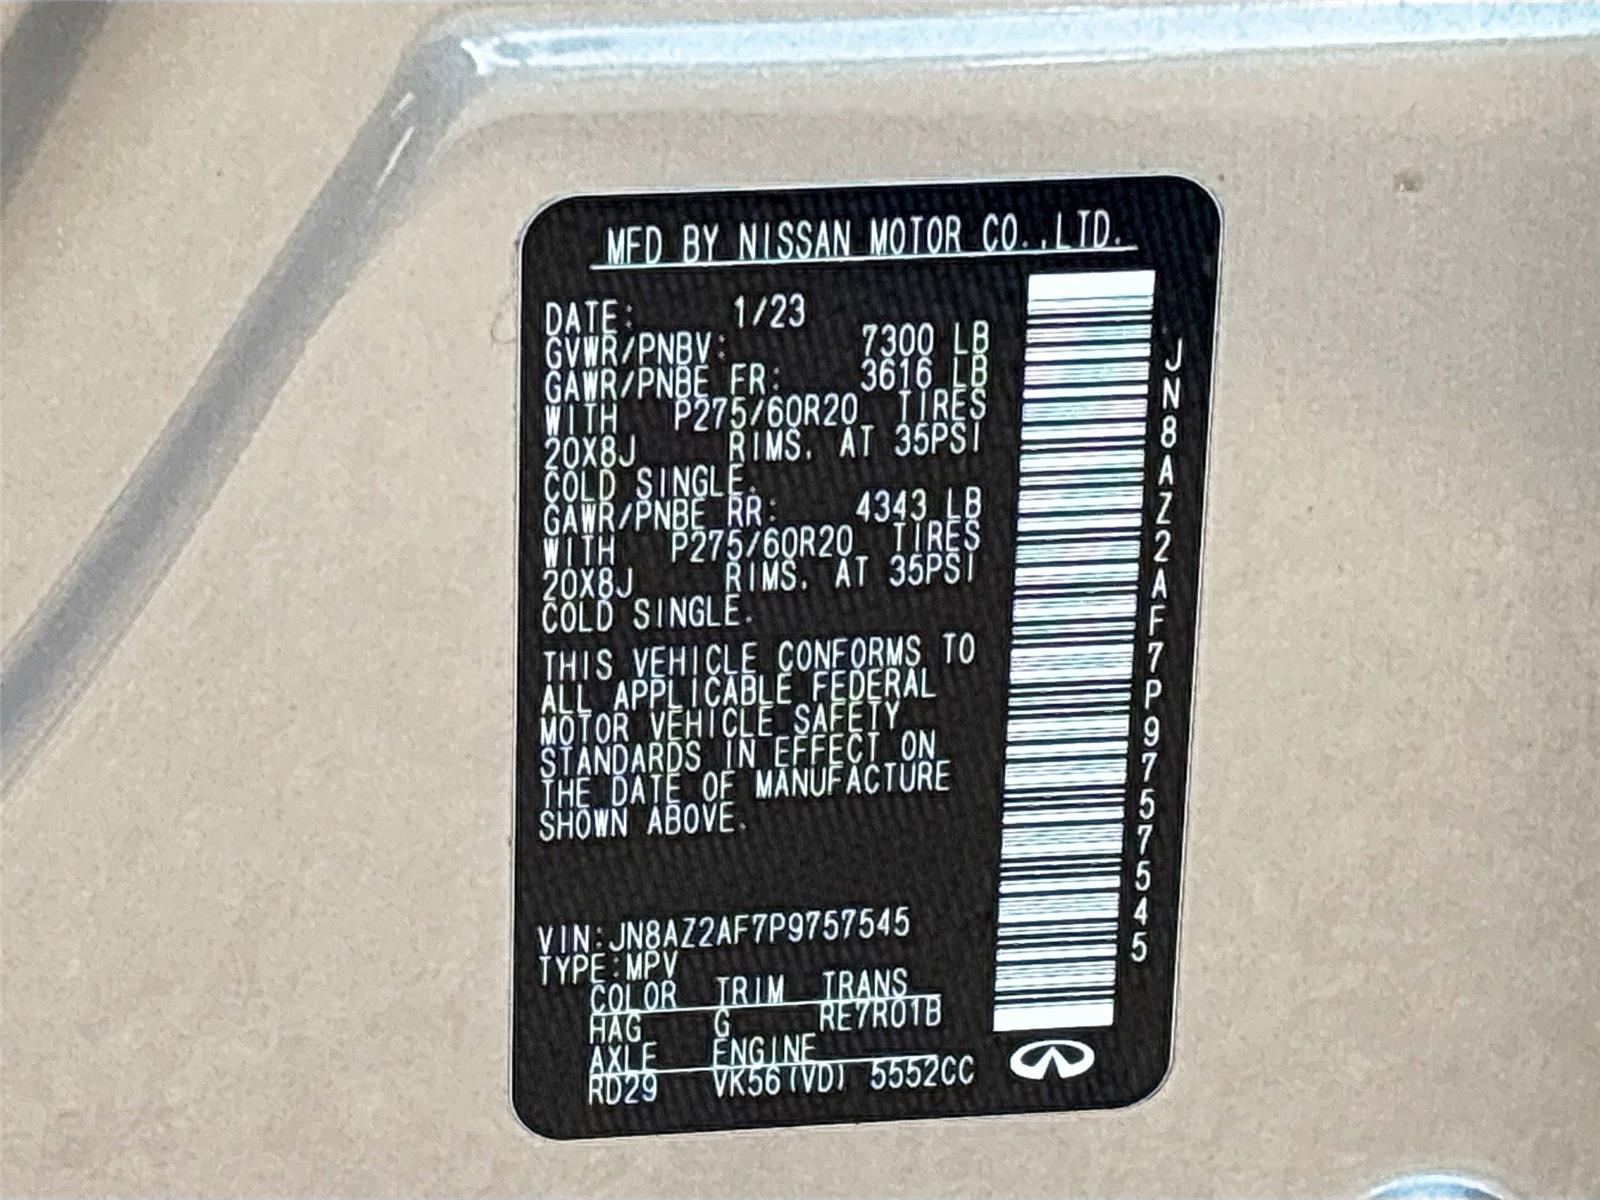 MFD BY NISSAN MOTOR CO.,LTD.
DATE: 1/23
GVWR/PNBV: 7300 LB
GAWR/PNBE FR: 3616 LB
WITH P275/60R20 TIRES
20X8J RIMS, AT 35PSI
COLD SINGLE.
GAWR/PNBE RR: 4343 LB
WITH P275/60R20 TIRES
20X8J RIMS, AT 35PSI
COLD SINGLE.
THIS VEHICLE CONFORMS TO
ALL APPLICABLE FEDERAL
MOTOR VEHICLE SAFETY
STANDARDS IN EFFECT ON
THE DATE OF MANUFACTURE
SHOWN ABOVE.
VIN:JN8AZ2AF7P9757545
TYPE:MPV
COLOR TRIM TRANS
HAG G RE7R01B
AXLE ENGINE
RD29 VK56(VD) 5552CC
JN8AZ2AF7P9757545